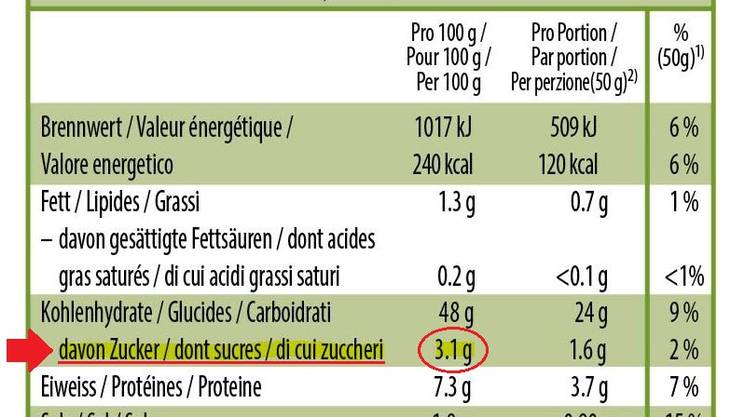 Pro 100 g / Pro Portion / %
Pour 100 g / Par portion / (50g)1)
Per 100 g Per perzione(50 g)2)
Brennwert / Valeur énergétique / 1017 kJ 509 kJ 6 %
Valore energetico 240 kcal 120 kcal 6 %
Fett / Lipides / Grassi 1.3 g 0.7 g 1 %
– davon gesättigte Fettsäuren / dont acides
gras saturés / di cui acidi grassi saturi 0.2 g <0.1 g <1%
Kohlenhydrate / Glucides / Carboidrati 48 g 24 g 9 %
davon Zucker / dont sucres / di cui zuccheri 3.1 g 1.6 g 2 %
Eiweiss / Protéines / Proteine 7.3 g 3.7 g 7 %